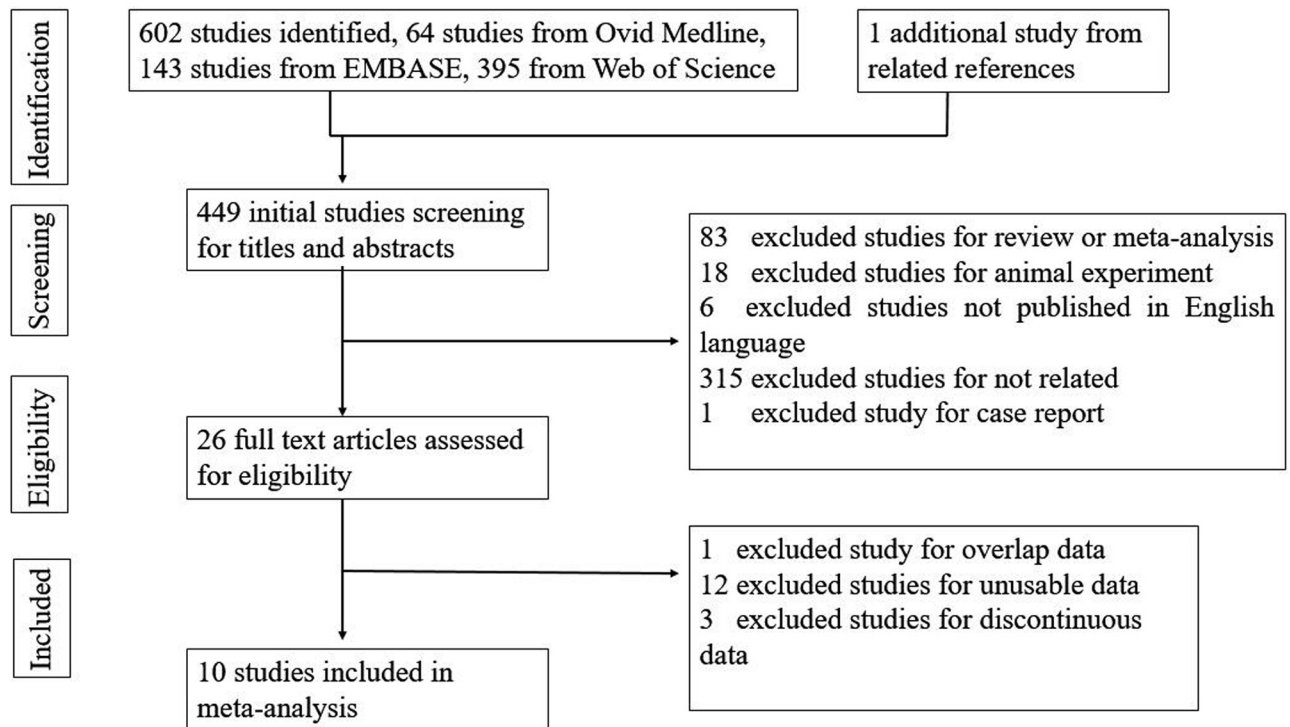 Identification
602 studies identified, 64 studies from Ovid Medline,
143 studies from EMBASE, 395 from Web of Science
1 additional study from
related references
Screening
449 initial studies screening
for titles and abstracts
83 excluded studies for review or meta-analysis
18 excluded studies for animal experiment
6 excluded studies not published in English
language
315 excluded studies for not related
1 excluded study for case report
Eligibility
26 full text articles assessed
for eligibility
1 excluded study for overlap data
12 excluded studies for unusable data
3 excluded studies for discontinuous
data
Included
10 studies included in
meta-analysis